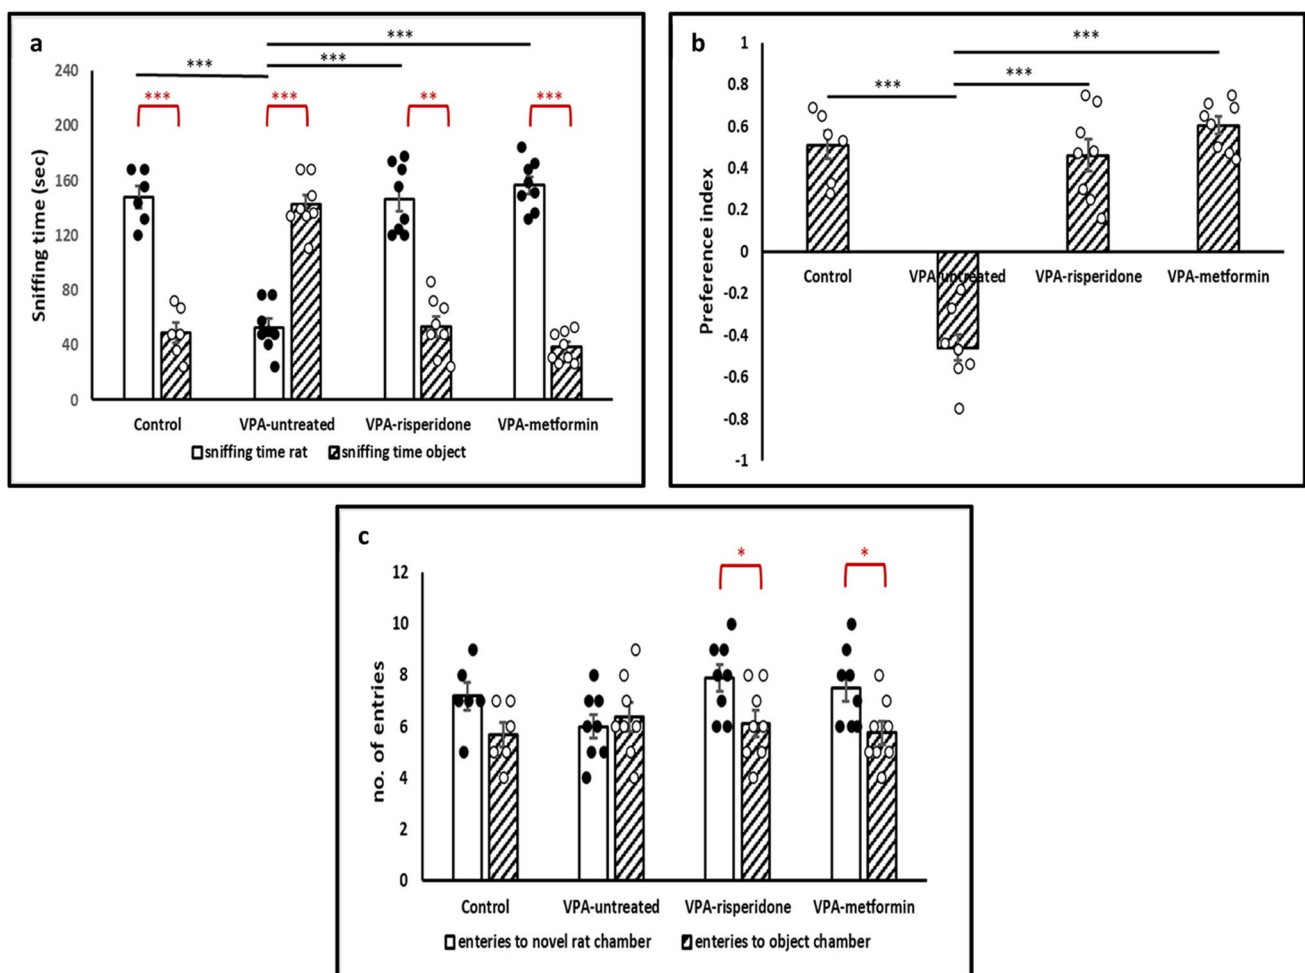 a
***
***
***
240
*** *** ** ***
200
160
120
80
40
0
Sniffing time (sec)
Control VPA-untreated VPA-risperidone VPA-metformin
sniffing time rat sniffing time object
b
1
***
***
***
0.8
0.6
0.4
0.2
0
Control VPA-untreated VPA-risperidone VPA-metformin
-0.2
-0.4
-0.6
-0.8
-1
Preference index
c
* *
12
10
8
6
4
2
0
no. of entries
Control VPA-untreated VPA-risperidone VPA-metformin
enteries to novel rat chamber enteries to object chamber